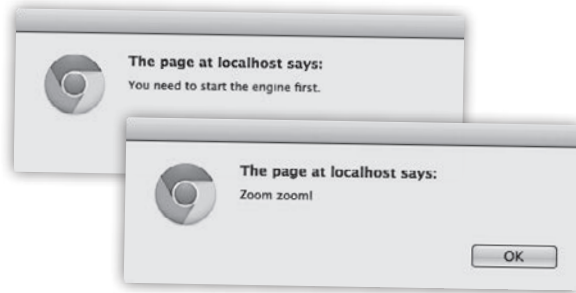 The page at localhost says:
You need to start the engine first.
The page at localhost says:
Zoom zoom!
OK